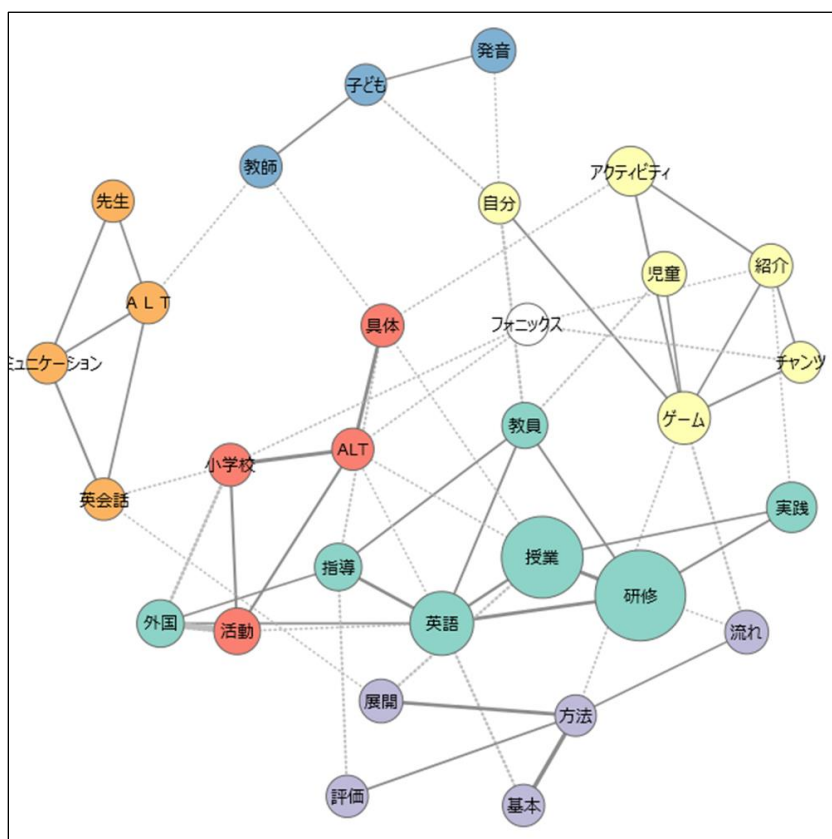 発音
子ども
教師
アクティビティ
先生
自分
児童
紹介
ＡＬＴ
具体
フォニックス
ミュニケーション
チャンツ
ゲーム
教員
ALT
小学校
英会話
実践
授業
指導
研修
外国
英語
活動
流れ
展開
方法
評価
基本